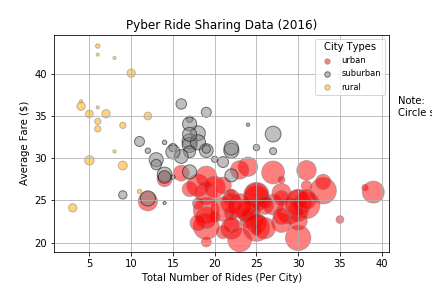 Pyber Ride Sharing Data (2016)
City Types
urban
suburban
rural
Average Fare ($)
40
35
30
25
20
5
10
15
20
25
30
35
40
Total Number of Rides (Per City)
Note:
Circle